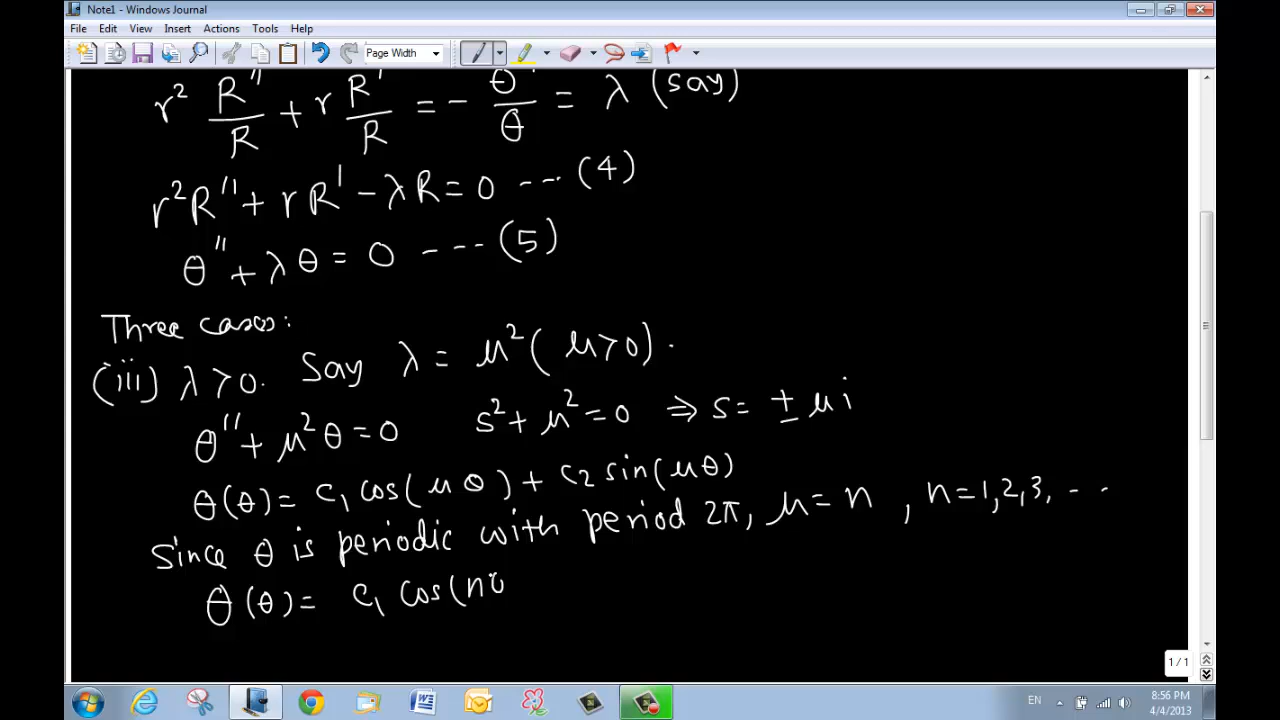 Note1 - Windows Journal
File Edit View Insert Actions Tools Help
Page Width
r² R''/R + r R'/R = - θ''/θ = λ (say)
r²R'' + rR' - λR = 0 --- (4)
θ'' + λθ = 0 --- (5)
Three cases:
(iii) λ>0. Say λ = μ² (μ>0).
θ'' + μ²θ = 0 s² + μ² = 0 ⇒ s = ± μi
θ(θ) = c₁ cos(μθ) + c₂ sin(μθ)
Since θ is periodic with period 2π, μ = n , n = 1,2,3, ---
θ(θ) = c₁ cos(nθ
1/1
EN
8:56 PM
4/4/2013